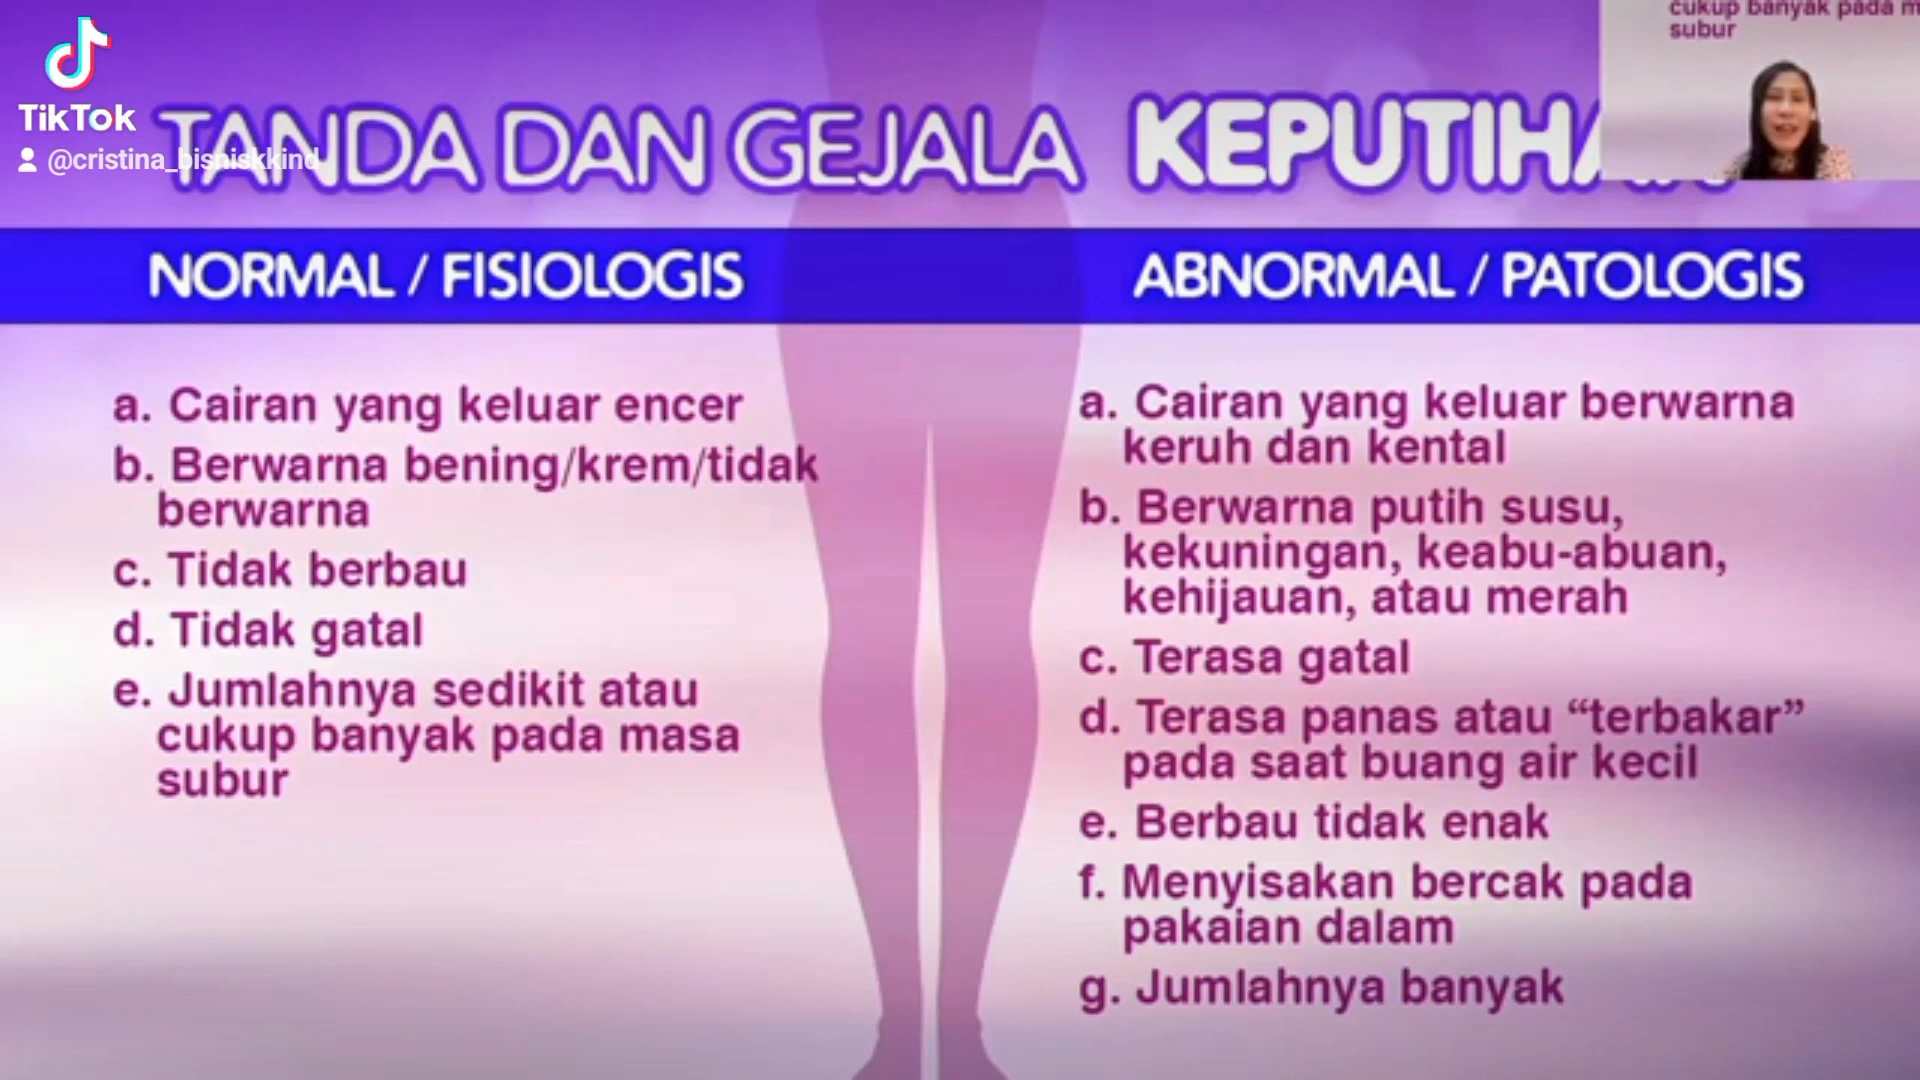 cukup banyak pada m
subur
TikTok
@cristina_bisniskkind
TANDA DAN GEJALA KEPUTIHAN
NORMAL / FISIOLOGIS
ABNORMAL / PATOLOGIS
a. Cairan yang keluar encer
b. Berwarna bening/krem/tidak
berwarna
c. Tidak berbau
d. Tidak gatal
e. Jumlahnya sedikit atau
cukup banyak pada masa
subur
a. Cairan yang keluar berwarna
keruh dan kental
b. Berwarna putih susu,
kekuningan, keabu-abuan,
kehijauan, atau merah
c. Terasa gatal
d. Terasa panas atau “terbakar”
pada saat buang air kecil
e. Berbau tidak enak
f. Menyisakan bercak pada
pakaian dalam
g. Jumlahnya banyak